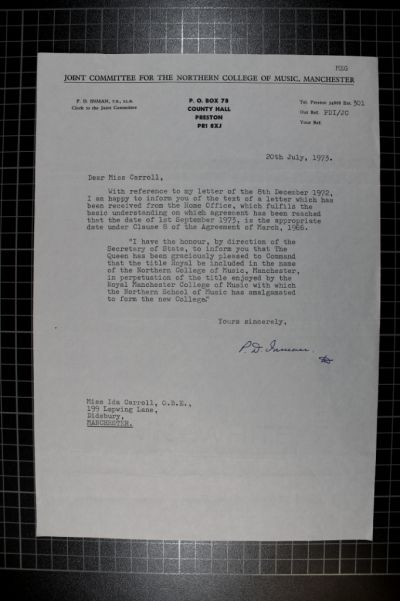 MSG
JOINT COMMITTEE FOR THE NORTHERN COLLEGE OF MUSIC, MANCHESTER
P. D. INMAN, T.D., LL.B.
Clerk to the Joint Committee
P. O. BOX 78
COUNTY HALL
PRESTON
PR1 8XJ
Tel. Preston 54868 Ext. 301
Our Ref. PDI/JC
Your Ref.
20th July, 1973.
Dear Miss Carroll,
With reference to my letter of the 8th December 1972,
I am happy to inform you of the text of a letter which has
been received from the Home Office, which fulfils the
basic understanding on which agreement has been reached
that the date of 1st September 1973, is the appropriate
date under Clause 8 of the Agreement of March, 1966.
"I have the honour, by direction of the
Secretary of State, to inform you that The
Queen has been graciously pleased to Command
that the title Royal be included in the name
of the Northern College of Music, Manchester,
in perpetuation of the title enjoyed by the
Royal Manchester College of Music with which
the Northern School of Music has amalgamated
to form the new College."
Yours sincerely,
P. D. Inman.
Miss Ida Carroll, O.B.E.,
199 Lapwing Lane,
Didsbury,
MANCHESTER.